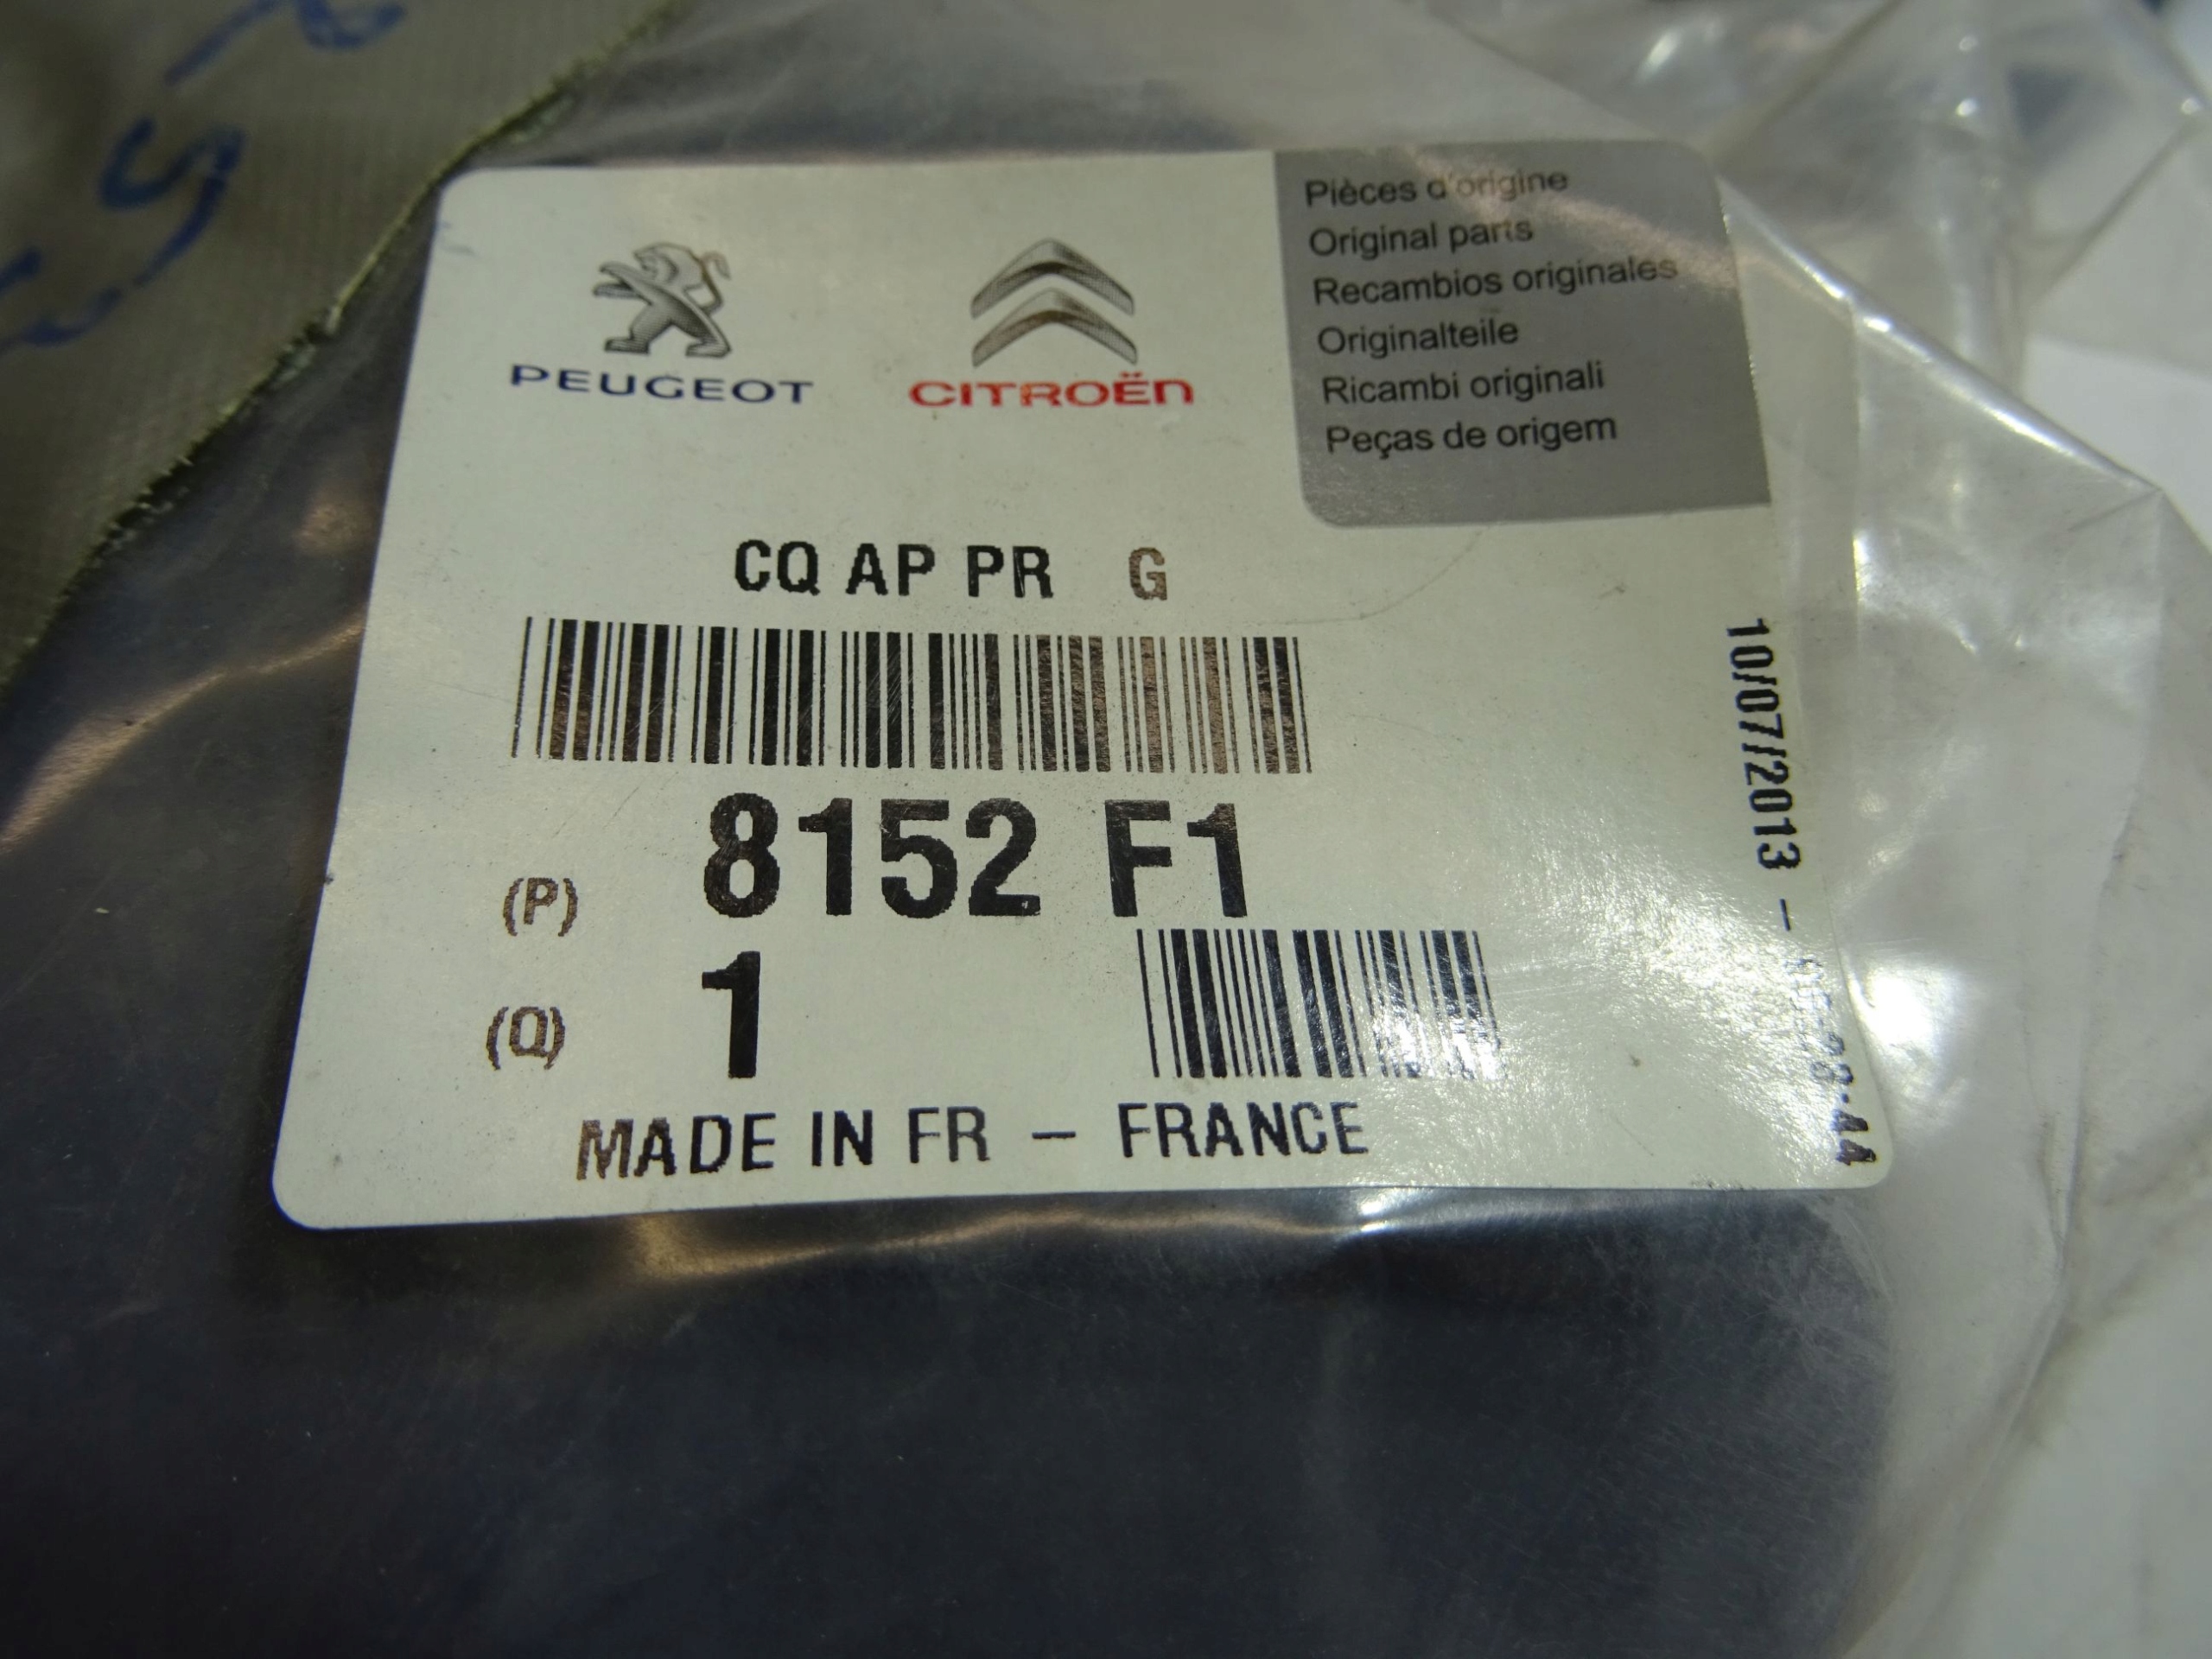 PEUGEOT
CITROËN
Pièces d'origine
Original parts
Recambios originales
Originalteile
Ricambi originali
Peças de origem
CQ AP PR G
(P) 8152 F1
(Q) 1
MADE IN FR - FRANCE
10/07/2013 -